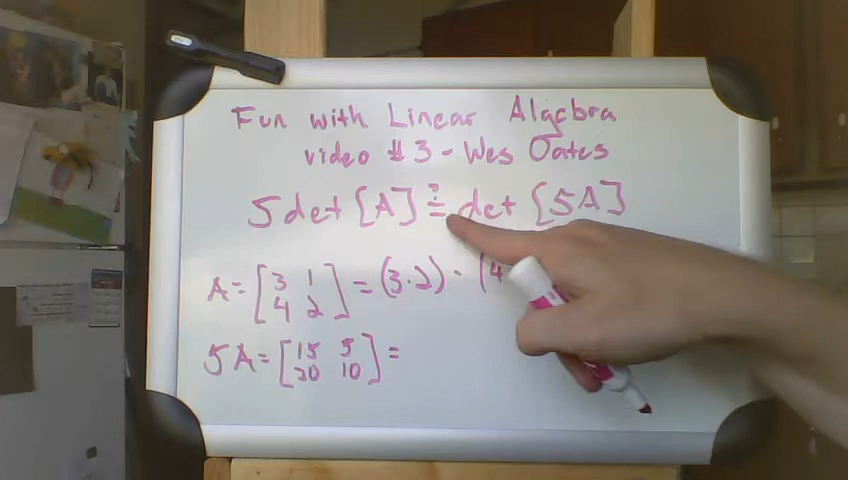 Fun with Linear Algebra
video #3 - Wes Oates
5 det [A] ≟ det [5A]
A = [3 1 = (3·2) · (4
4 2]
5A = [15 5 =
20 10]